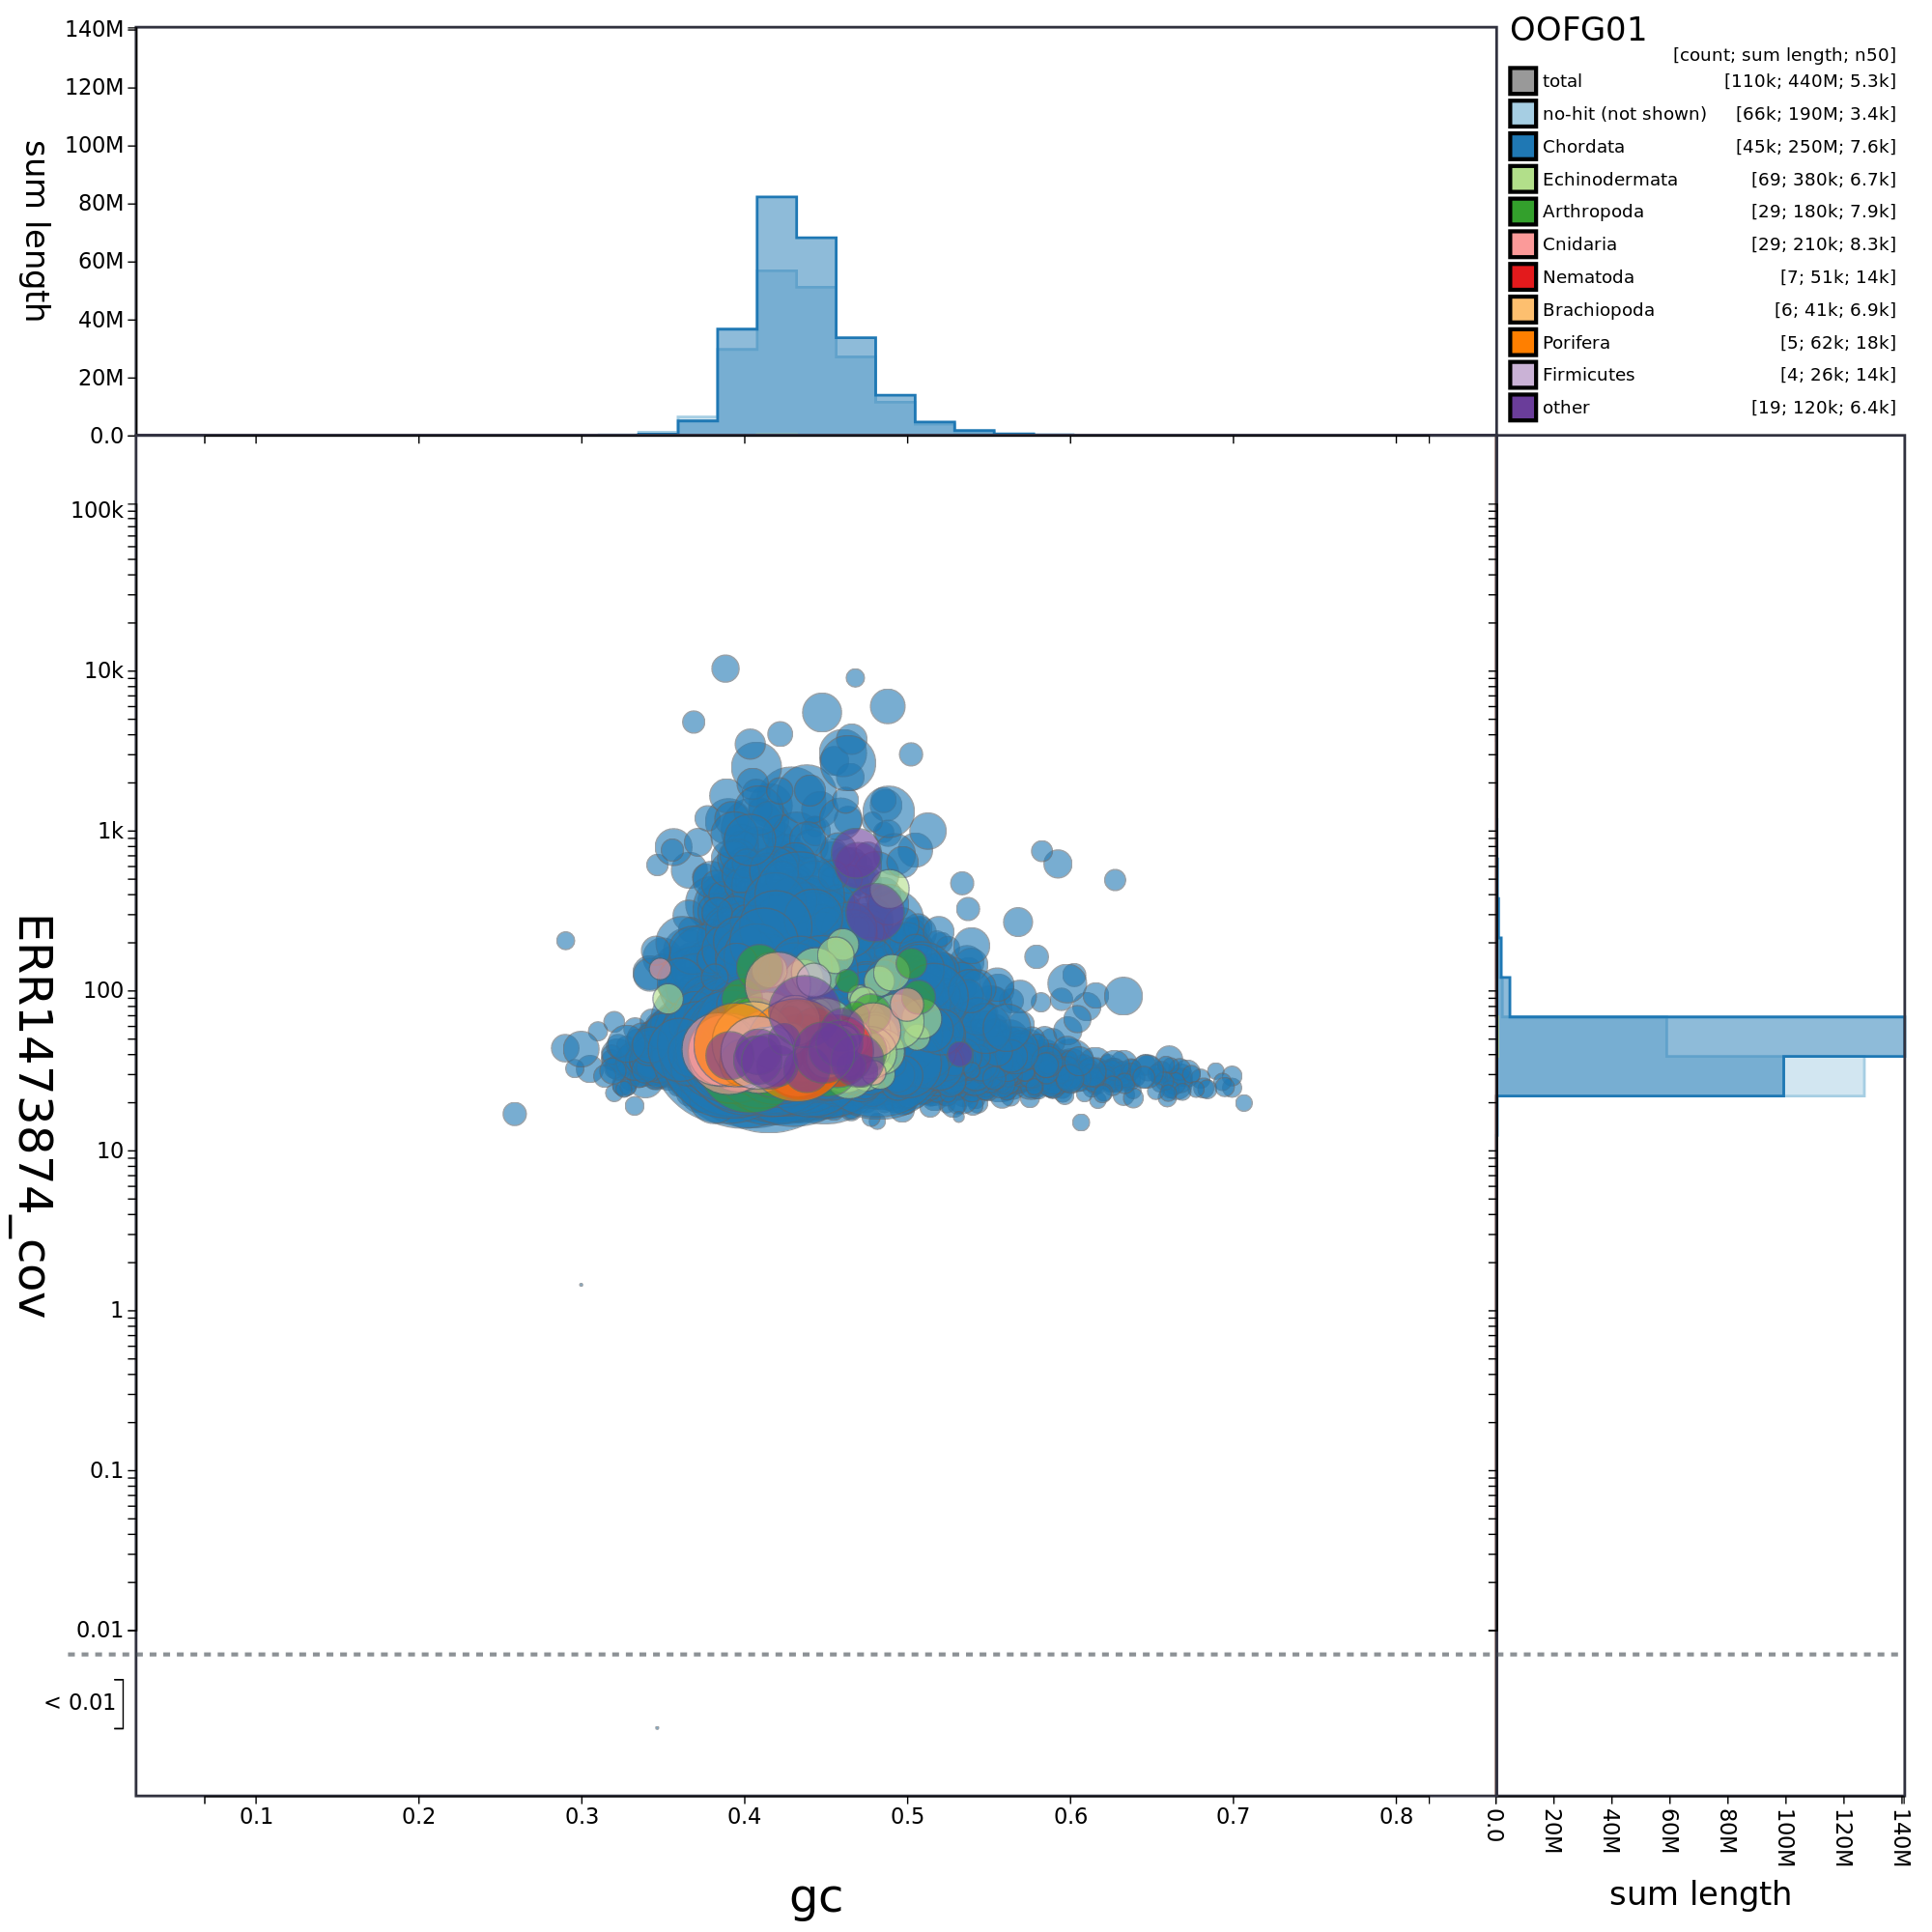 OOFG01
[count; sum length; n50]
total [110k; 440M; 5.3k]
no-hit (not shown) [66k; 190M; 3.4k]
Chordata [45k; 250M; 7.6k]
Echinodermata [69; 380k; 6.7k]
Arthropoda [29; 180k; 7.9k]
Cnidaria [29; 210k; 8.3k]
Nematoda [7; 51k; 14k]
Brachiopoda [6; 41k; 6.9k]
Porifera [5; 62k; 18k]
Firmicutes [4; 26k; 14k]
other [19; 120k; 6.4k]
sum length
140M
120M
100M
80M
60M
40M
20M
0.0
ERR1473874_cov
100k
10k
1k
100
10
1
0.1
0.01
< 0.01
0.1 0.2 0.3 0.4 0.5 0.6 0.7 0.8
gc
0.0 20M 40M 60M 80M 100M 120M 140M
sum length